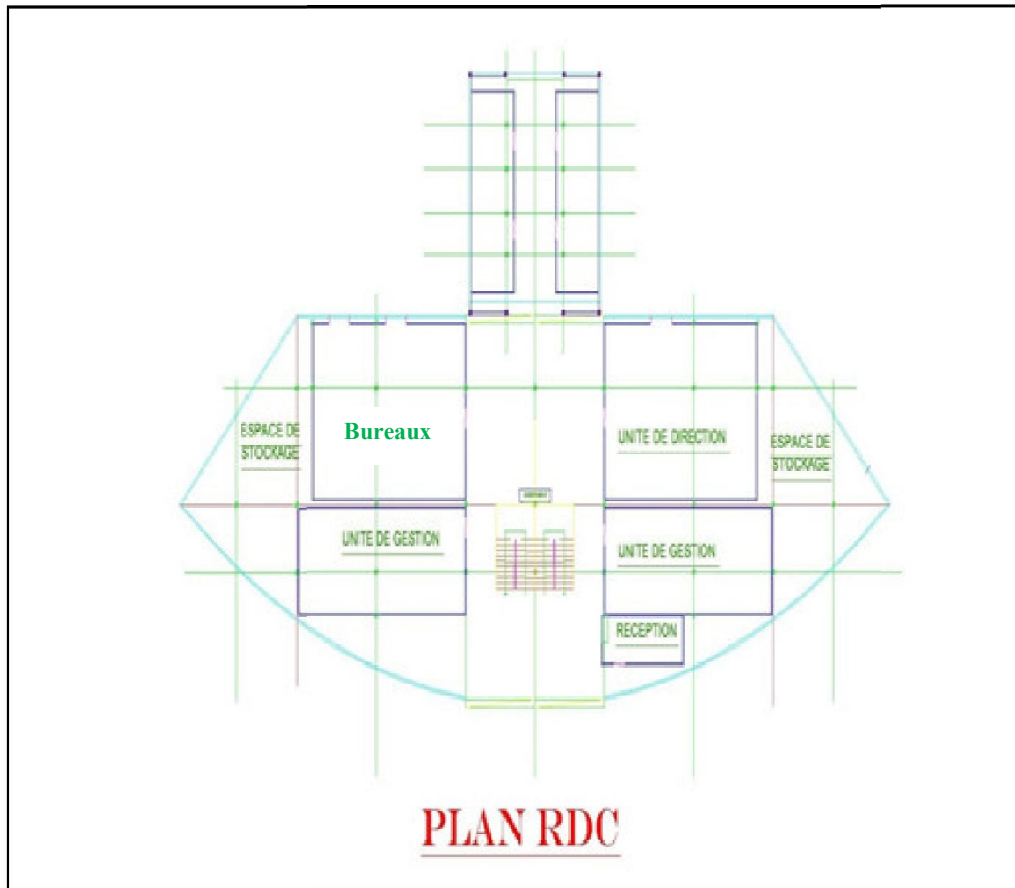 ESPACE DE
STOCKAGE
Bureaux
UNITE DE DIRECTION
ESPACE DE
STOCKAGE
UNITE DE GESTION
UNITE DE GESTION
RECEPTION
PLAN RDC